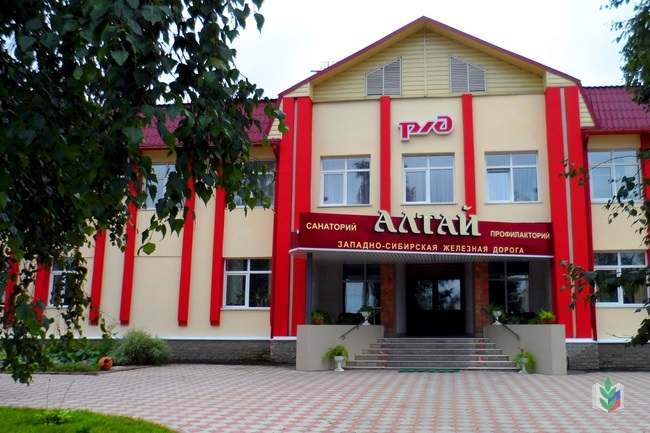 ржд
САНАТОРИЙ АЛТАЙ ПРОФИЛАКТОРИЙ
ЗАПАДНО-СИБИРСКАЯ ЖЕЛЕЗНАЯ ДОРОГА